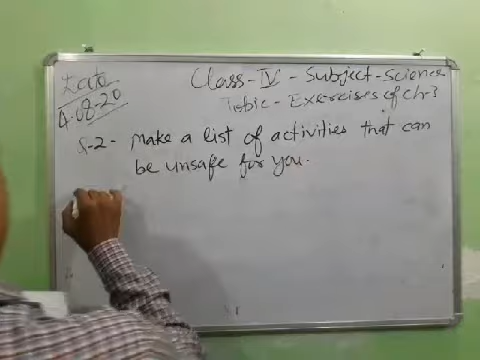 Date
4.08.20
Class-IV - Subject-Science
Topic - Exercises of Ch-3
Q-2- Make a list of activities that can
be unsafe for you.